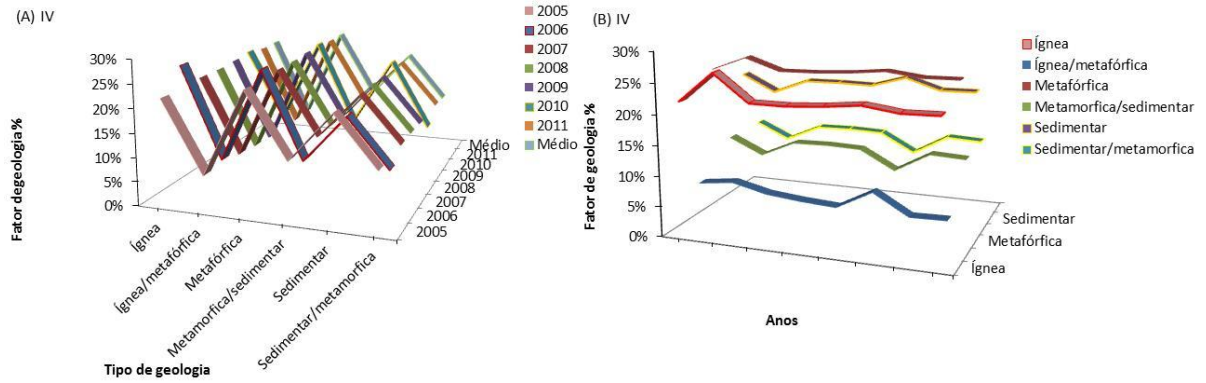 (A) IV
30%
25%
20%
15%
10%
5%
0%
Fator degeologia %
Ígnea
Ígnea/metafórfica
Metafórfica
Metamorfica/sedimentar
Sedimentar
Sedimentar/metamorfica
Tipo de geologia
Médio
2011
2010
2009
2008
2007
2006
2005
2005
2006
2007
2008
2009
2010
2011
Médio
(B) IV
30%
25%
20%
15%
10%
5%
0%
Fator de geologia %
Anos
Sedimentar
Metafórfica
Ígnea
Ígnea
Ígnea/metafórfica
Metafórfica
Metamorfica/sedimentar
Sedimentar
Sedimentar/metamorfica